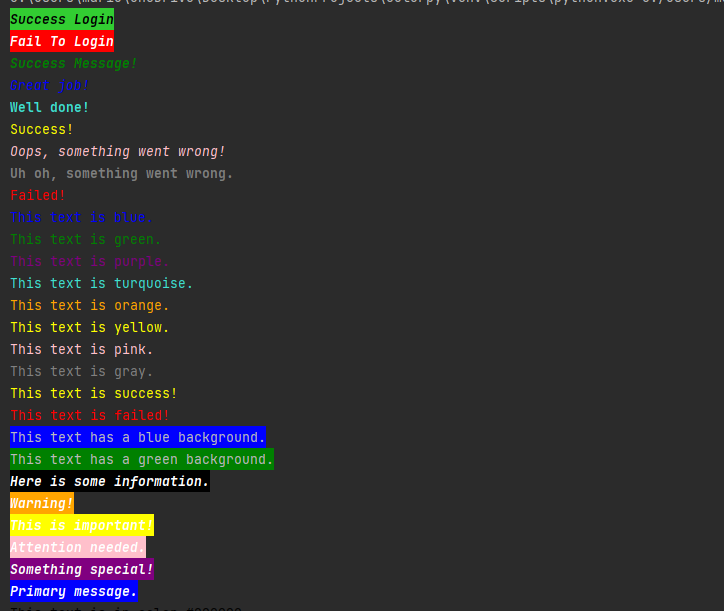 Success Login
Fail To Login
Success Message!
Great job!
Well done!
Success!
Oops, something went wrong!
Uh oh, something went wrong.
Failed!
This text is blue.
This text is green.
This text is purple.
This text is turquoise.
This text is orange.
This text is yellow.
This text is pink.
This text is gray.
This text is success!
This text is failed!
This text has a blue background.
This text has a green background.
Here is some information.
Warning!
This is important!
Attention needed.
Something special!
Primary message.